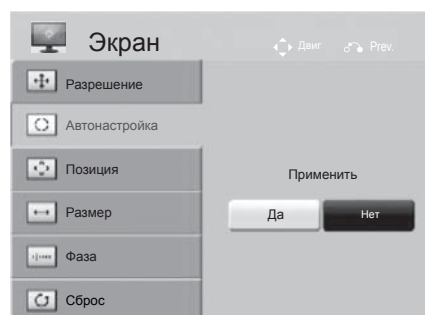 Экран
Двиг Prev.
Разрешение
Автонастройка
Позиция
Размер
Фаза
Сброс
Применить
Да Нет